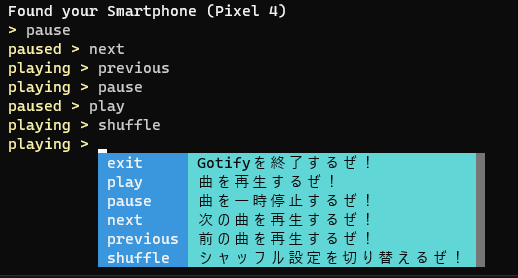 Found your Smartphone (Pixel 4)
> pause
paused > next
playing > previous
playing > pause
paused > play
playing > shuffle
playing >
exit Gotifyを終了するぜ！
play 曲を再生するぜ！
pause 曲を一時停止するぜ！
next 次の曲を再生するぜ！
previous 前の曲を再生するぜ！
shuffle シャッフル設定を切り替えるぜ！